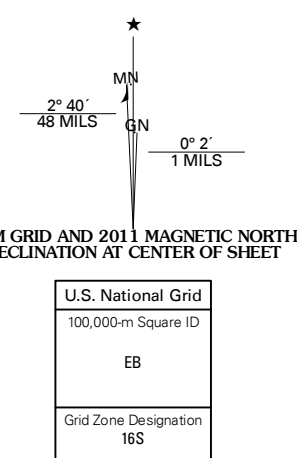 ★
MN
2° 40´
48 MILS
GN
0° 2´
1 MILS
M GRID AND 2011 MAGNETIC NORTH
ECLINATION AT CENTER OF SHEET
U.S. National Grid
100,000-m Square ID
EB
Grid Zone Designation
16S